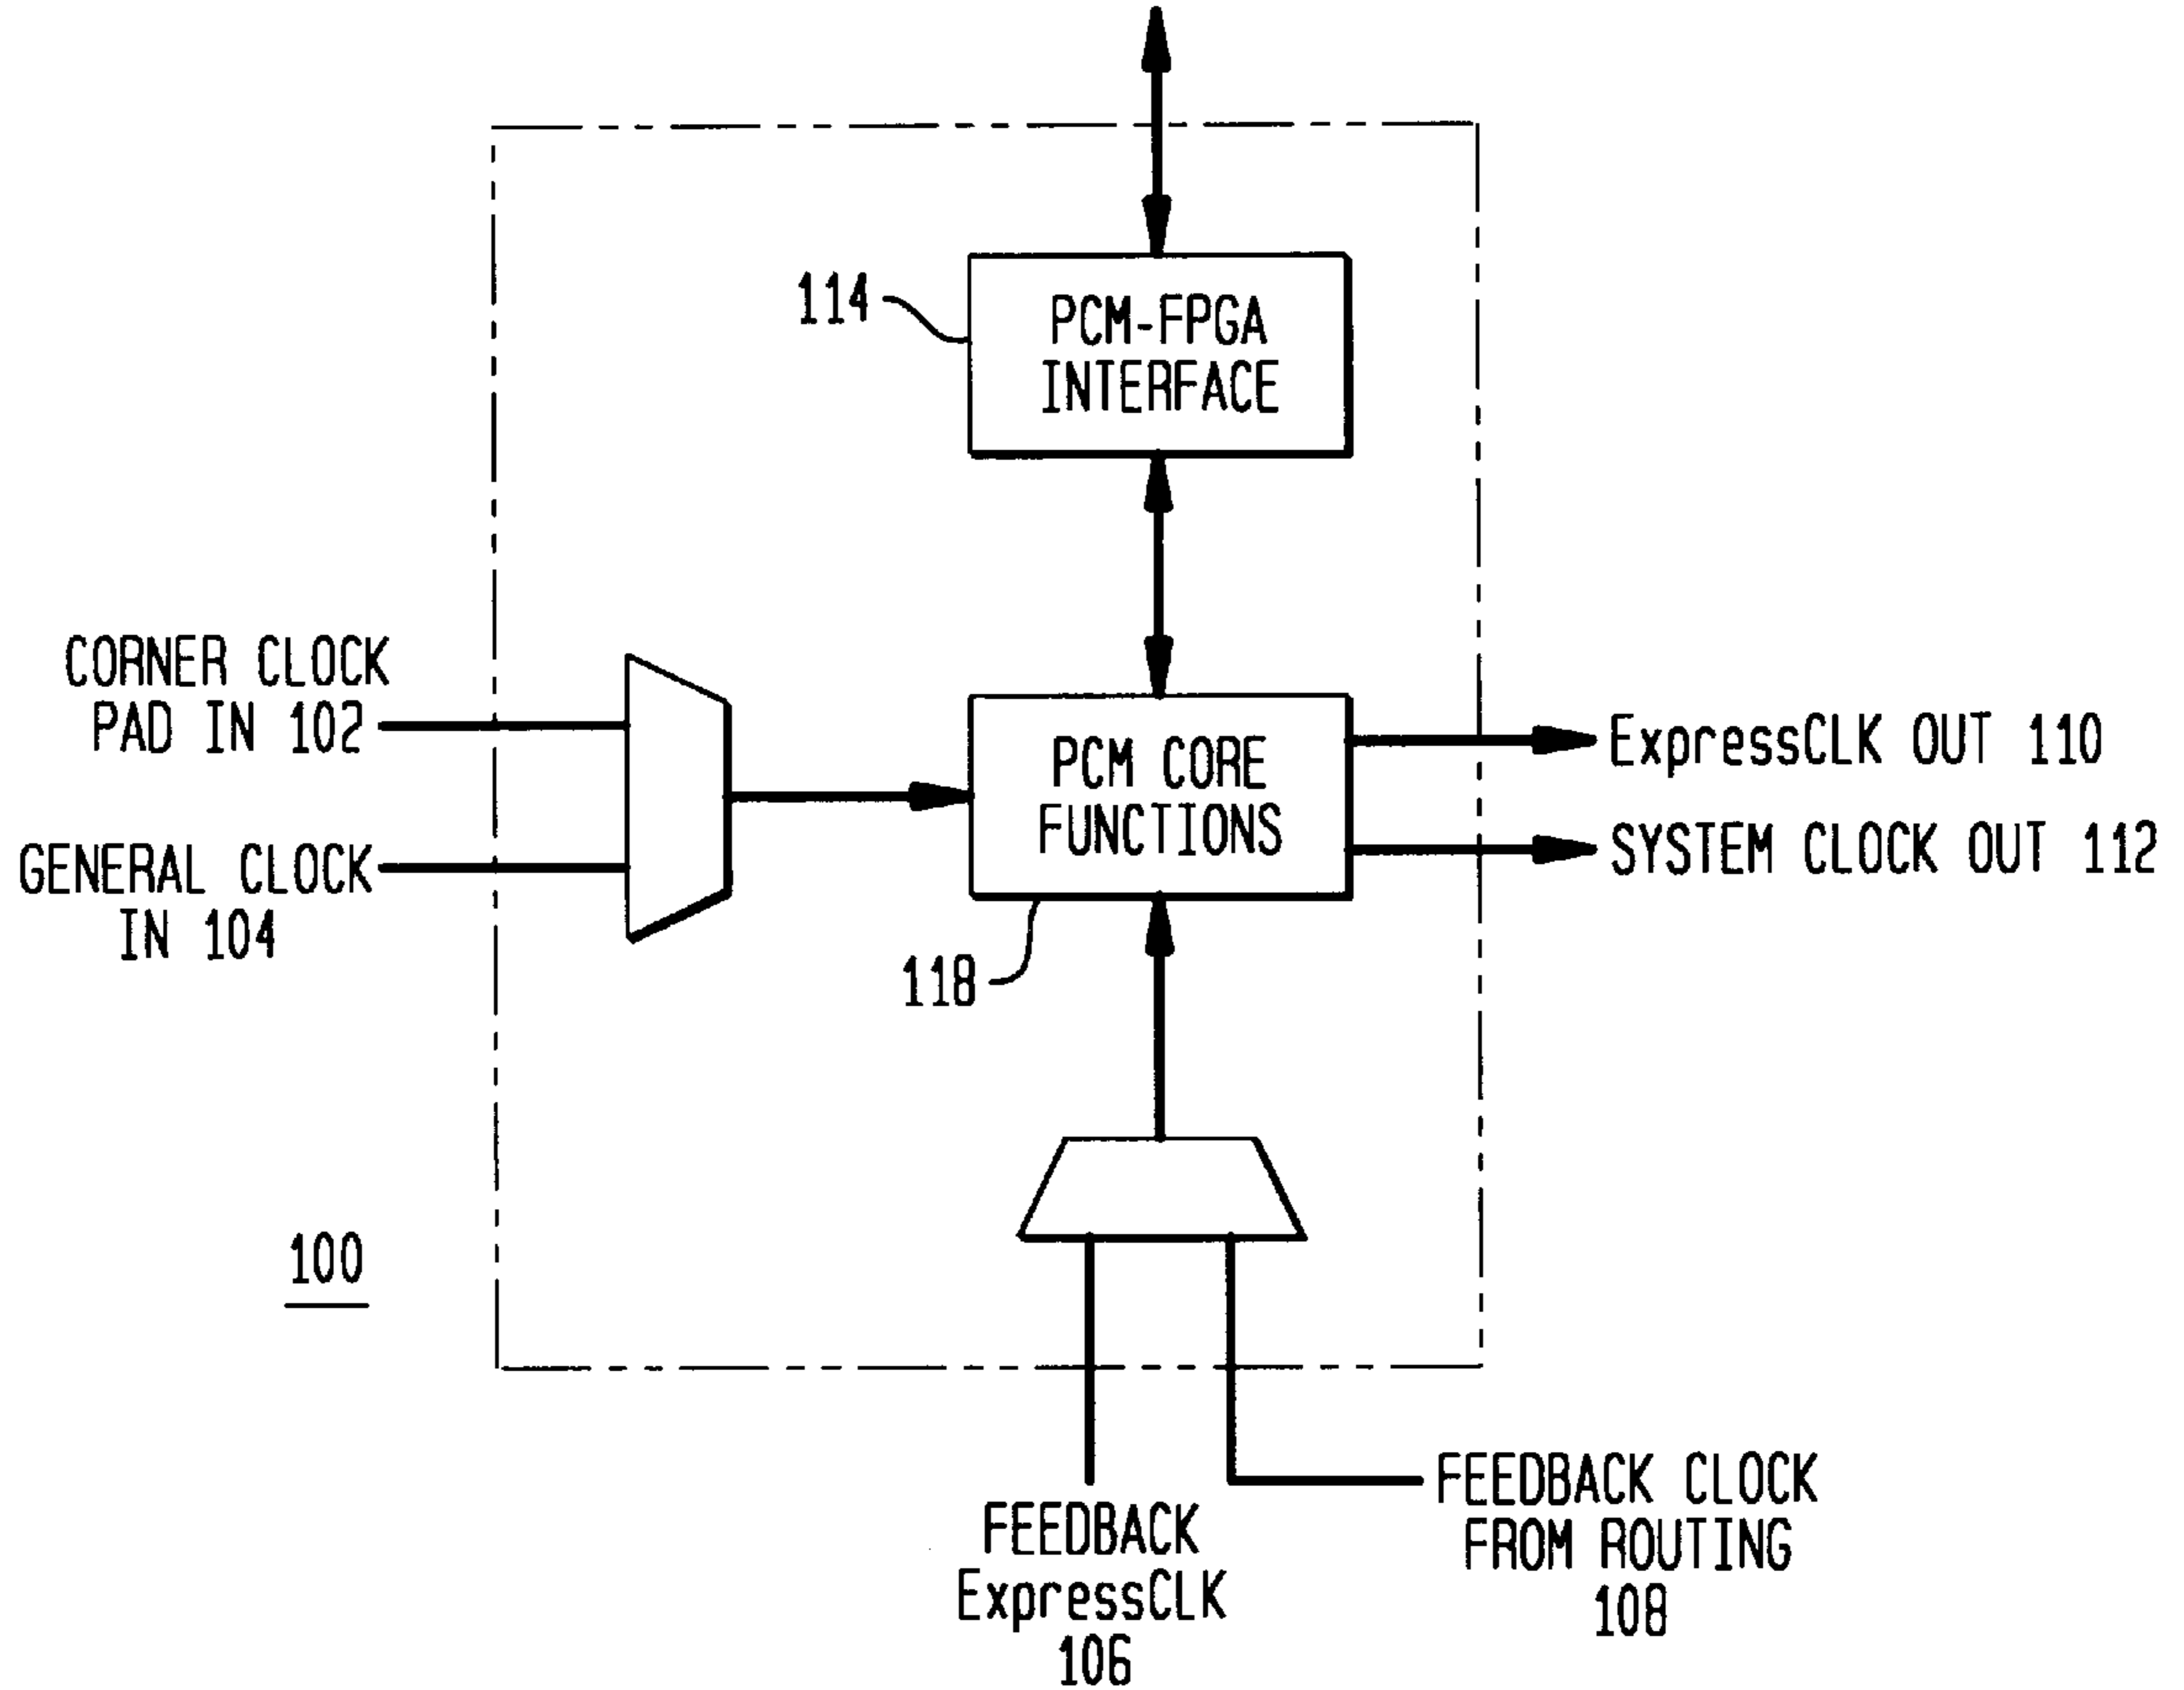 114
PCM-FPGA
INTERFACE
CORNER CLOCK
PAD IN 102
GENERAL CLOCK
IN 104
PCM CORE
FUNCTIONS
118
ExpressCLK OUT 110
SYSTEM CLOCK OUT 112
100
FEEDBACK
ExpressCLK
106
FEEDBACK CLOCK
FROM ROUTING
108